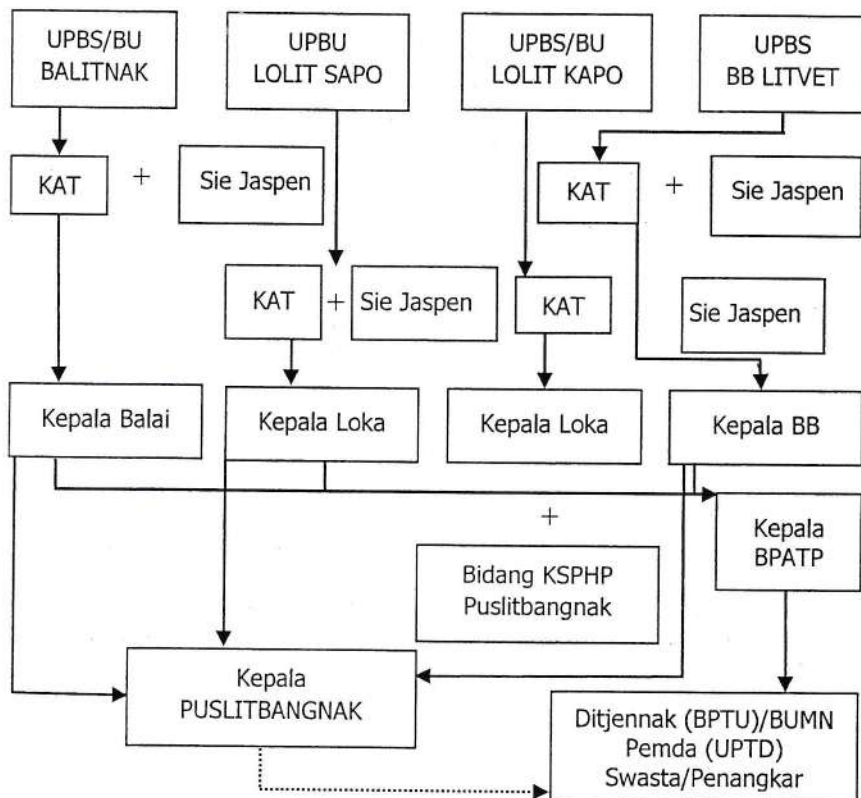 UPBS/BU
BALITNAK
UPBU
LOLIT SAPO
UPBS/BU
LOLIT KAPO
UPBS
BB LITVET
KAT
+
Sie Jaspen
KAT
+
Sie Jaspen
KAT
+
Sie Jaspen
KAT
Sie Jaspen
Kepala Balai
Kepala Loka
Kepala Loka
Kepala BB
+
Kepala
BPATP
Bidang KSPHP
Puslitbangnak
Kepala
PUSLITBANGNAK
Ditjennak (BPTU)/BUMN
Pemda (UPTD)
Swasta/Penangkar